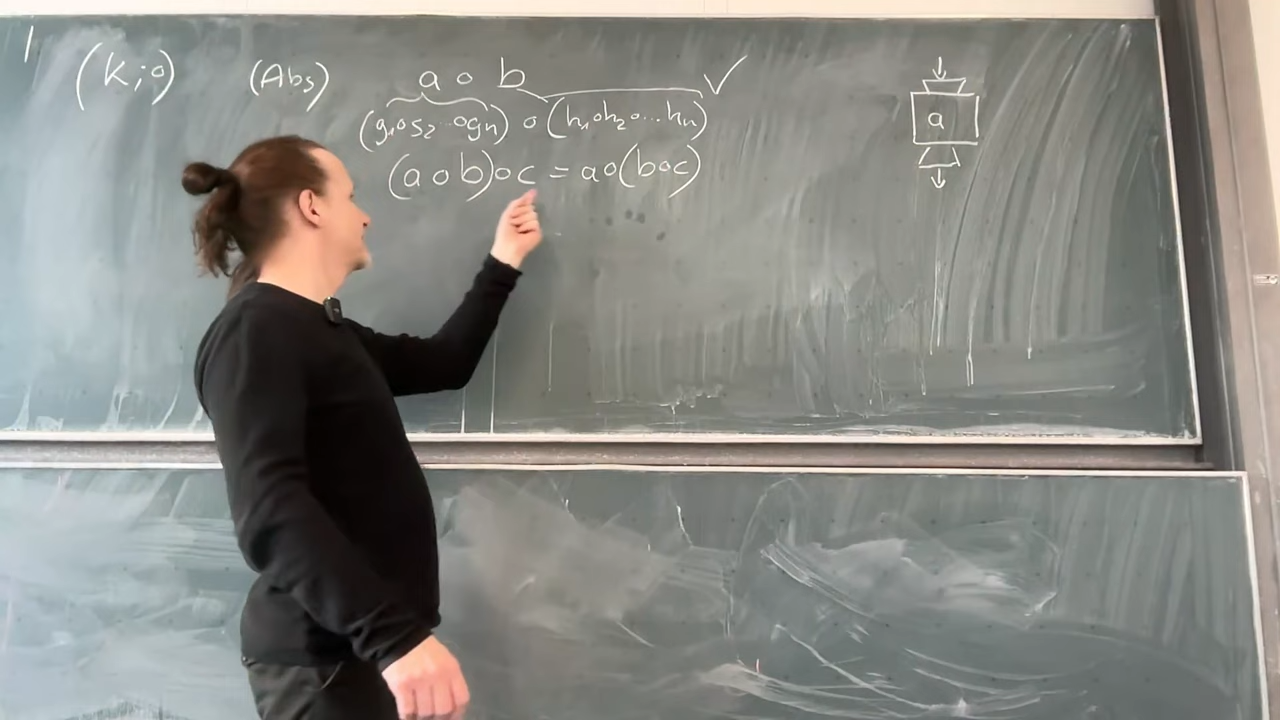 1
(K;∘) (Abs) a ∘ b ✓
(g₁∘g₂...∘gₙ) ∘ (h₁∘h₂∘...hₙ)
(a ∘ b)∘c = a∘(b∘c)
a